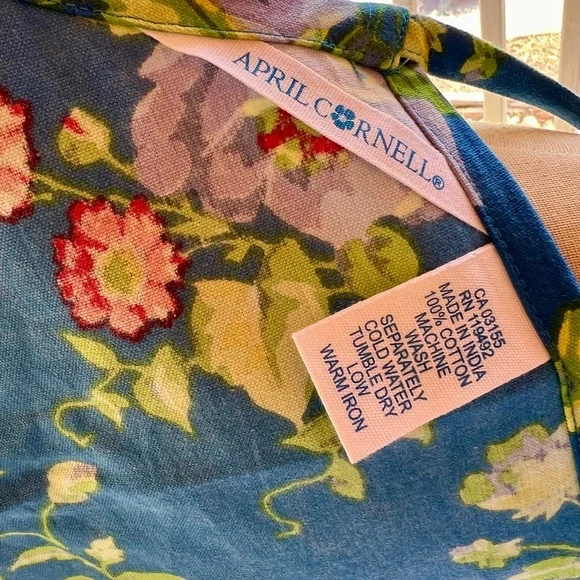 APRIL CORNELL®
CA 03155
RN 119492
MADE IN INDIA
100% COTTON
MACHINE
WASH
SEPARATELY
COLD WATER
TUMBLE DRY
LOW
WARM IRON